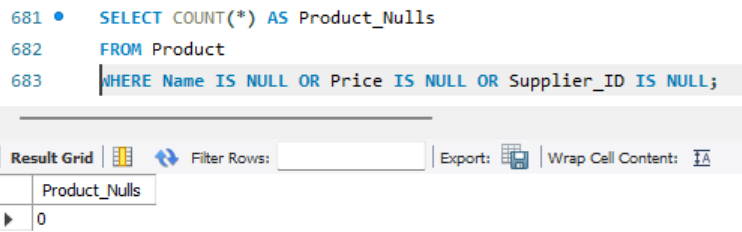 681 SELECT COUNT(*) AS Product_Nulls
682 FROM Product
683 WHERE Name IS NULL OR Price IS NULL OR Supplier_ID IS NULL;
Result Grid Filter Rows: Export: Wrap Cell Content:
Product_Nulls
0